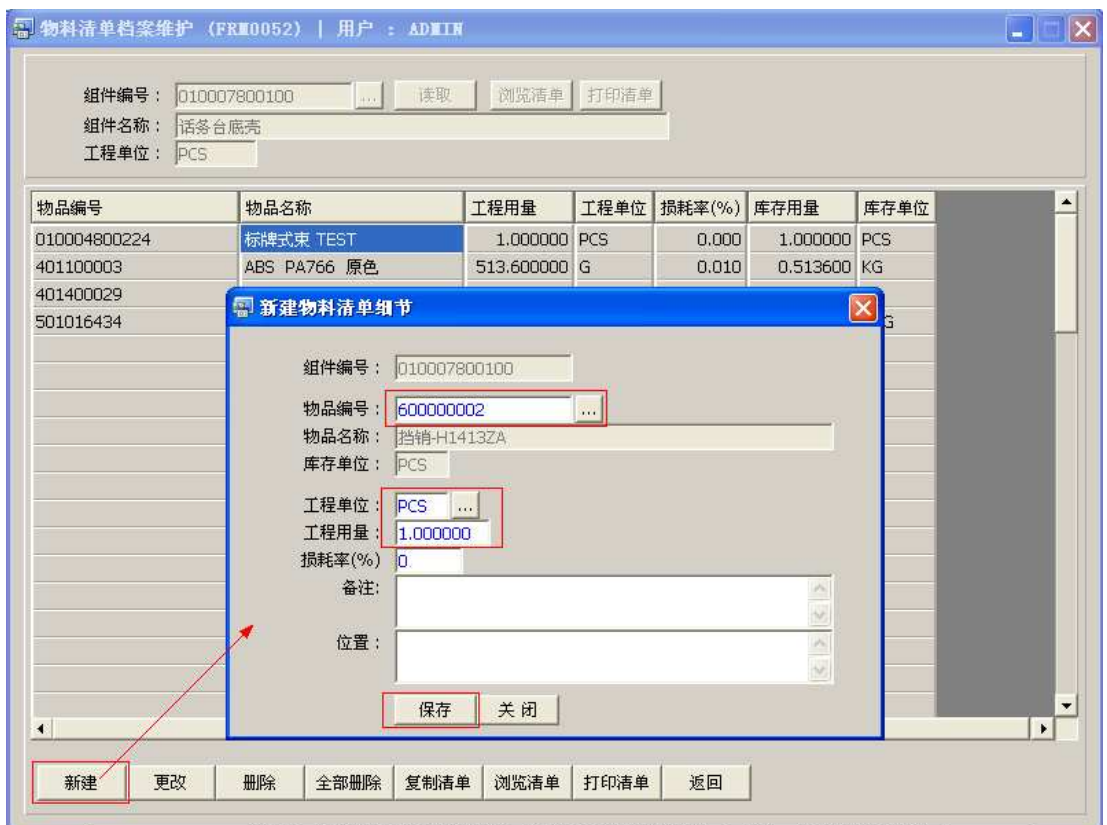 物料清单档案维护 (FRM0052) | 用户 : ADMIN
组件编号： 010007800100 ... 读取 浏览清单 打印清单
组件名称： 话务台底壳
工程单位： PCS
物品编号 物品名称 工程用量 工程单位 损耗率(%) 库存用量 库存单位
010004800224 标牌式束 TEST 1.000000 PCS 0.000 1.000000 PCS
401100003 ABS PA766 原色 513.600000 G 0.010 0.513600 KG
401400029
501016434 G
新建物料清单细节
组件编号： 010007800100
物品编号： 600000002 ...
物品名称： 挡销-H1413ZA
库存单位： PCS
工程单位： PCS ...
工程用量： 1.000000
损耗率(%) 0.
备注:
位置：
保存 关 闭
新建 更改 删除 全部删除 复制清单 浏览清单 打印清单 返回